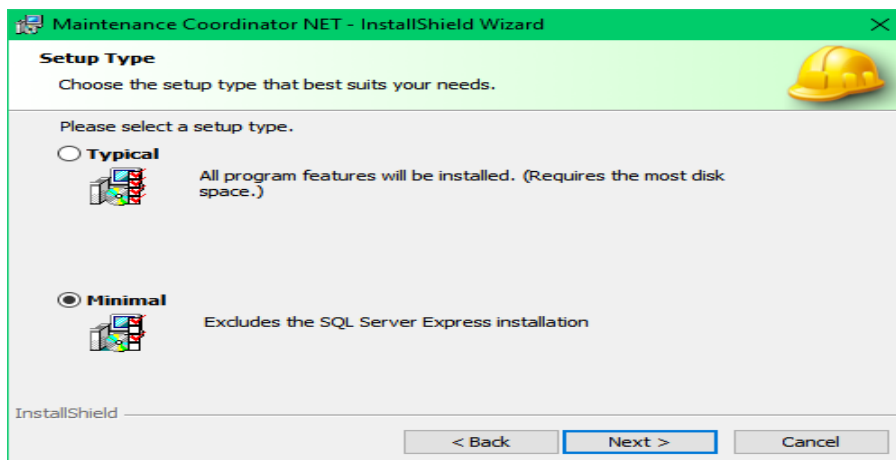 Maintenance Coordinator NET - InstallShield Wizard
Setup Type
Choose the setup type that best suits your needs.
Please select a setup type.
Typical
All program features will be installed. (Requires the most disk
space.)
Minimal
Excludes the SQL Server Express installation
InstallShield
< Back
Next >
Cancel